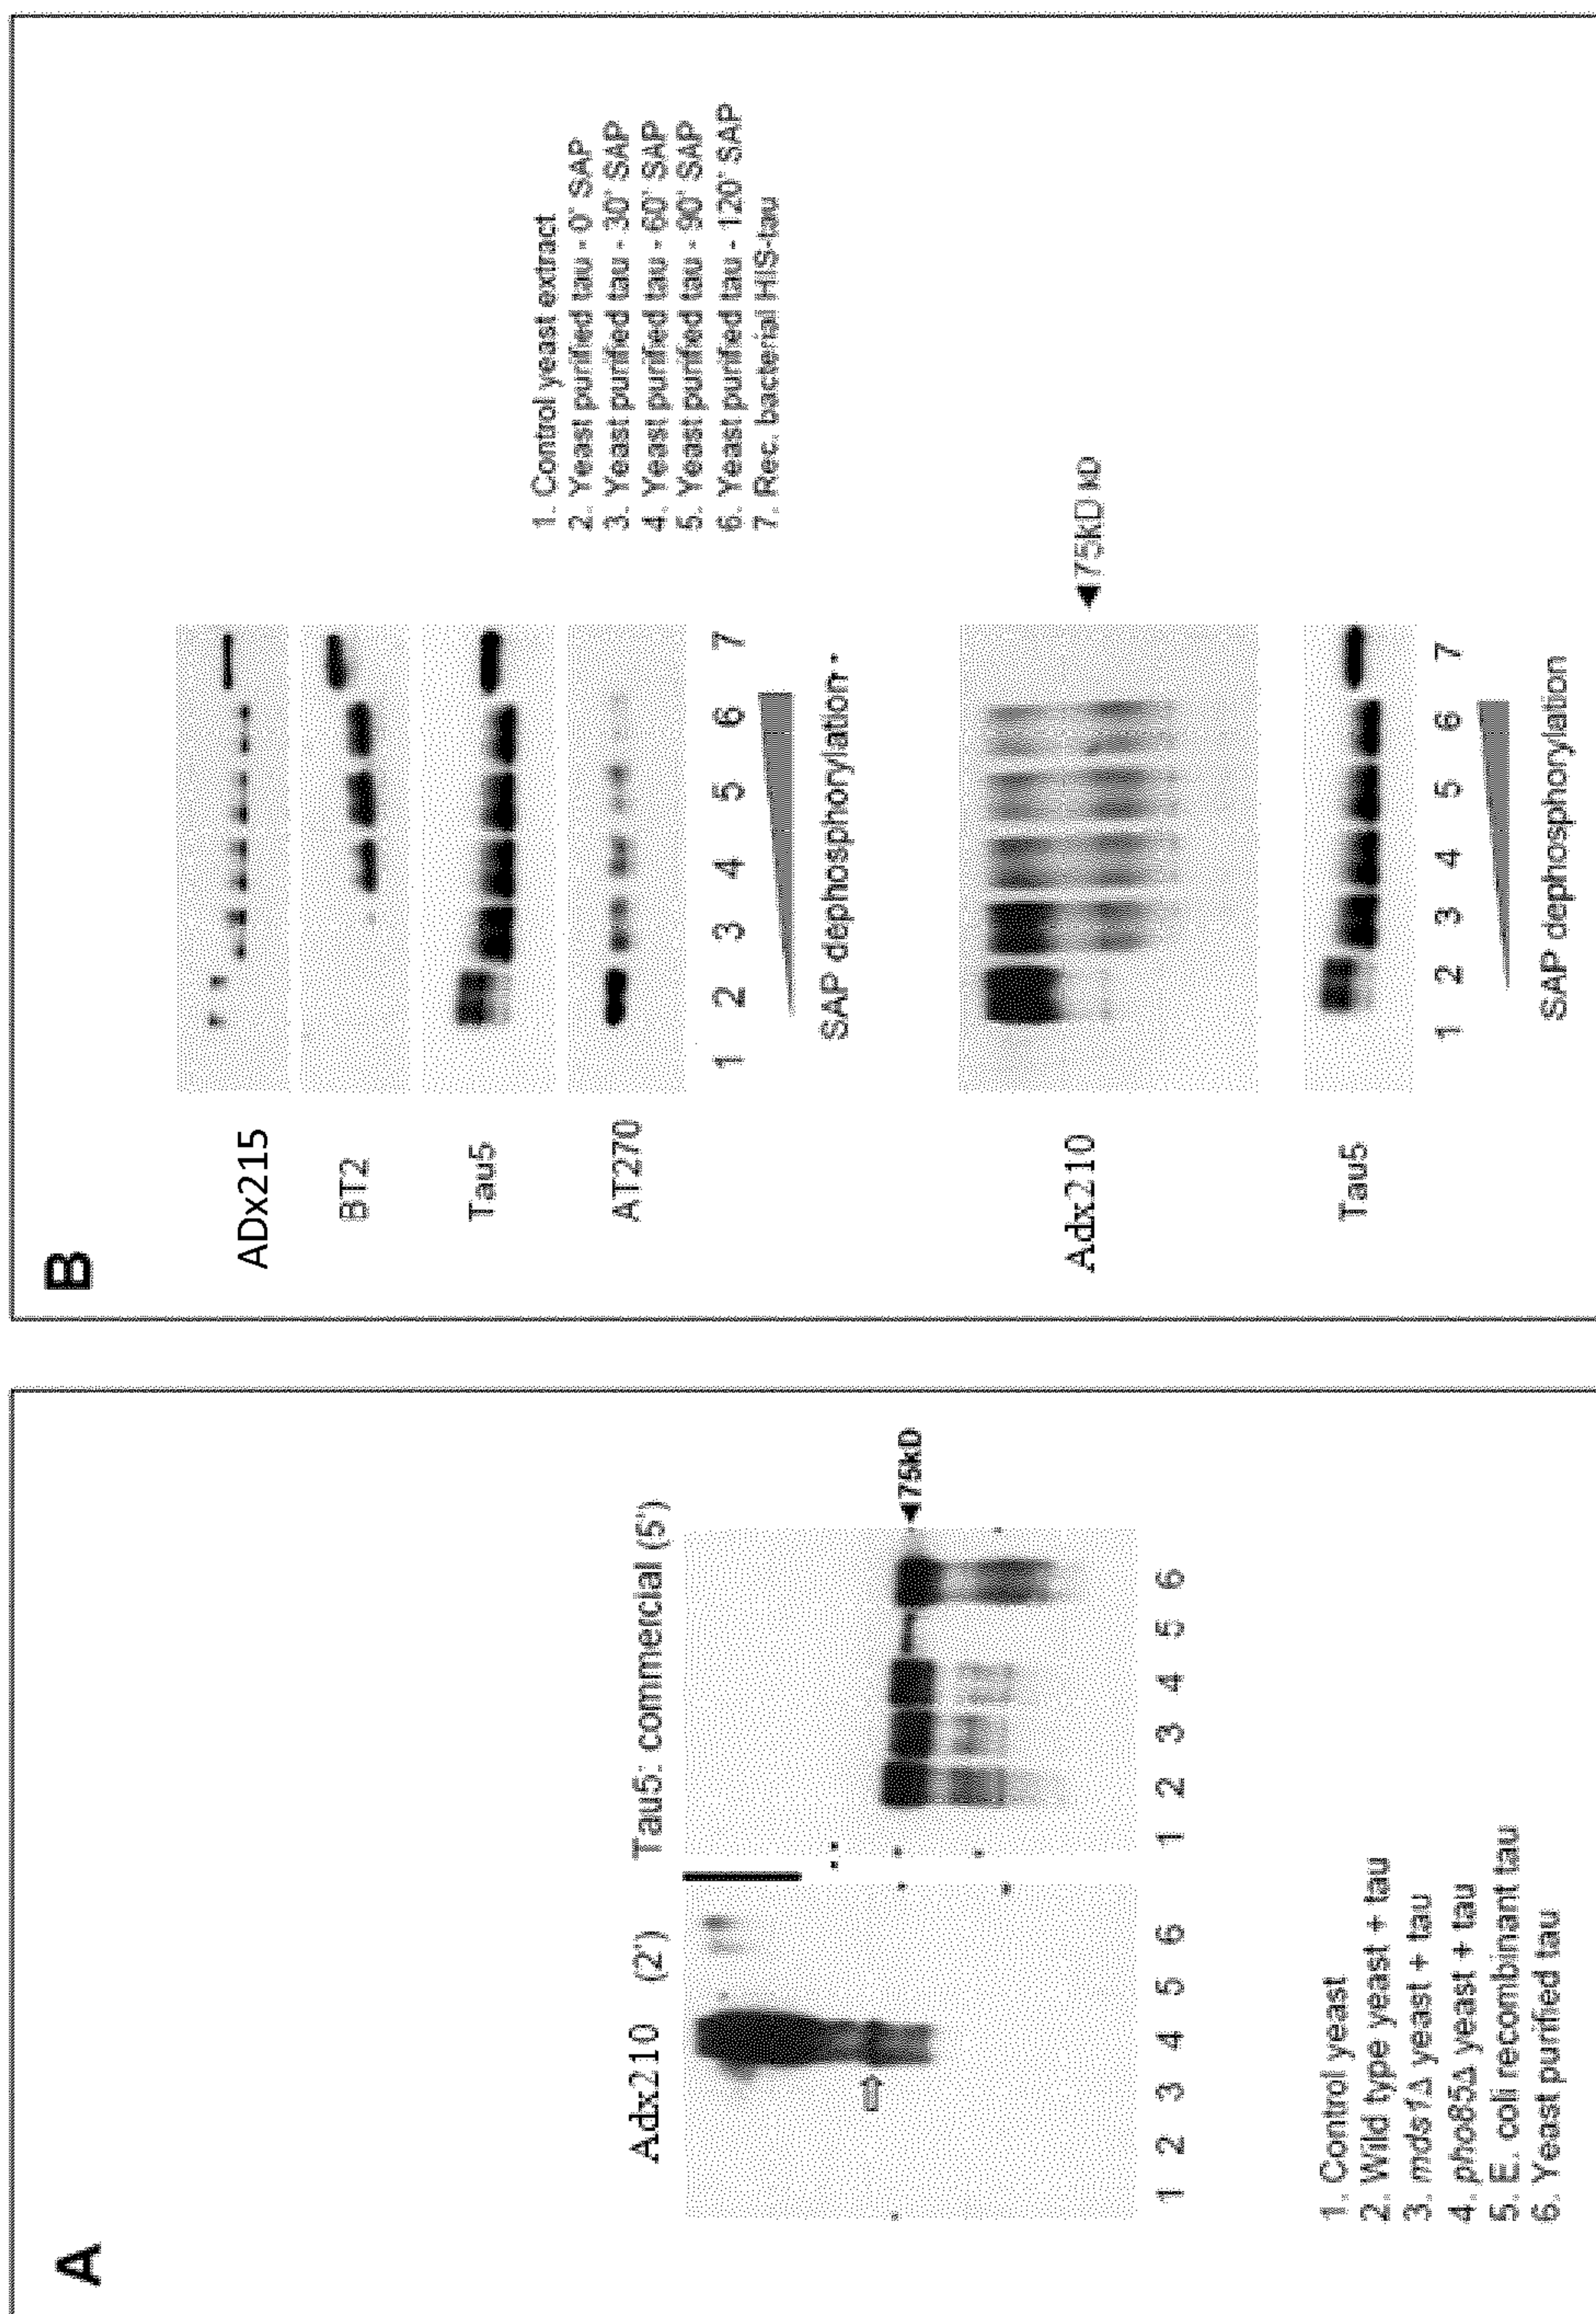 A
Adx210 (2')
Tau5: commercial (5')
75kD
1 2 3 4 5 6
1 2 3 4 5 6
1. Control yeast
2. Wild type yeast + tau
3. mds1Δ yeast + tau
4. pho85Δ yeast + tau
5. E. coli recombinant tau
6. Yeast purified tau
B
ADx215
BT2
Tau5
AT270
1 2 3 4 5 6 7
SAP dephosphorylation
1. Control yeast extract
2. Yeast purified tau - 0' SAP
3. Yeast purified tau - 30' SAP
4. Yeast purified tau - 60' SAP
5. Yeast purified tau - 90' SAP
6. Yeast purified tau - 120' SAP
7. Rec. bacterial HIS-tau
Adx210
75kD kD
Tau5
1 2 3 4 5 6 7
SAP dephosphorylation